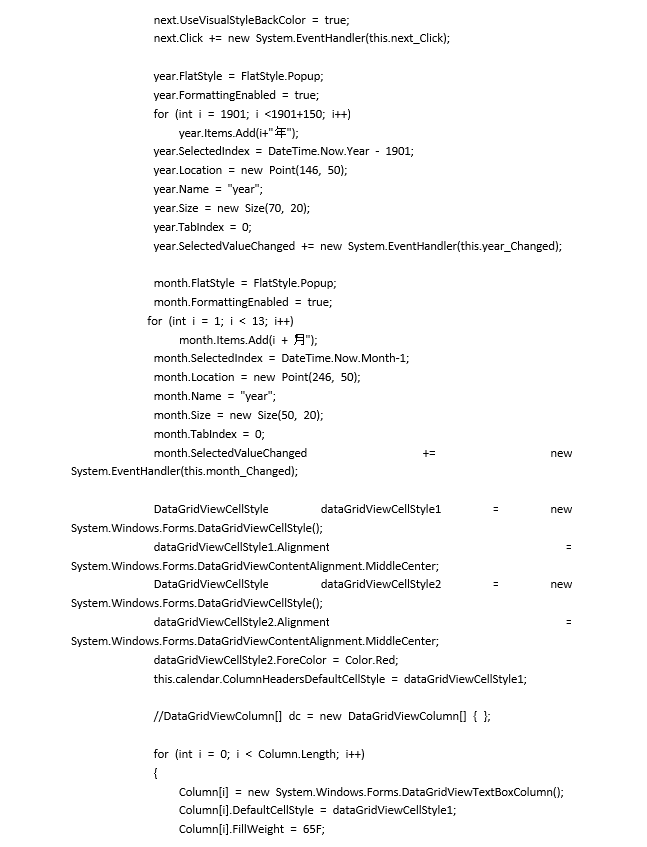 next.UseVisualStyleBackColor = true;
next.Click += new System.EventHandler(this.next_Click);
year.FlatStyle = FlatStyle.Popup;
year.FormattingEnabled = true;
for (int i = 1901; i <1901+150; i++)
year.Items.Add(i+"年");
year.SelectedIndex = DateTime.Now.Year - 1901;
year.Location = new Point(146, 50);
year.Name = "year";
year.Size = new Size(70, 20);
year.TabIndex = 0;
year.SelectedValueChanged += new System.EventHandler(this.year_Changed);
month.FlatStyle = FlatStyle.Popup;
month.FormattingEnabled = true;
for (int i = 1; i < 13; i++)
month.Items.Add(i + 月");
month.SelectedIndex = DateTime.Now.Month-1;
month.Location = new Point(246, 50);
month.Name = "year";
month.Size = new Size(50, 20);
month.TabIndex = 0;
month.SelectedValueChanged += new
System.EventHandler(this.month_Changed);
DataGridViewCellStyle dataGridViewCellStyle1 = new
System.Windows.Forms.DataGridViewCellStyle();
dataGridViewCellStyle1.Alignment =
System.Windows.Forms.DataGridViewContentAlignment.MiddleCenter;
DataGridViewCellStyle dataGridViewCellStyle2 = new
System.Windows.Forms.DataGridViewCellStyle();
dataGridViewCellStyle2.Alignment =
System.Windows.Forms.DataGridViewContentAlignment.MiddleCenter;
dataGridViewCellStyle2.ForeColor = Color.Red;
this.calendar.ColumnHeadersDefaultCellStyle = dataGridViewCellStyle1;
//DataGridViewColumn[] dc = new DataGridViewColumn[] { };
for (int i = 0; i < Column.Length; i++)
{
Column[i] = new System.Windows.Forms.DataGridViewTextBoxColumn();
Column[i].DefaultCellStyle = dataGridViewCellStyle1;
Column[i].FillWeight = 65F;